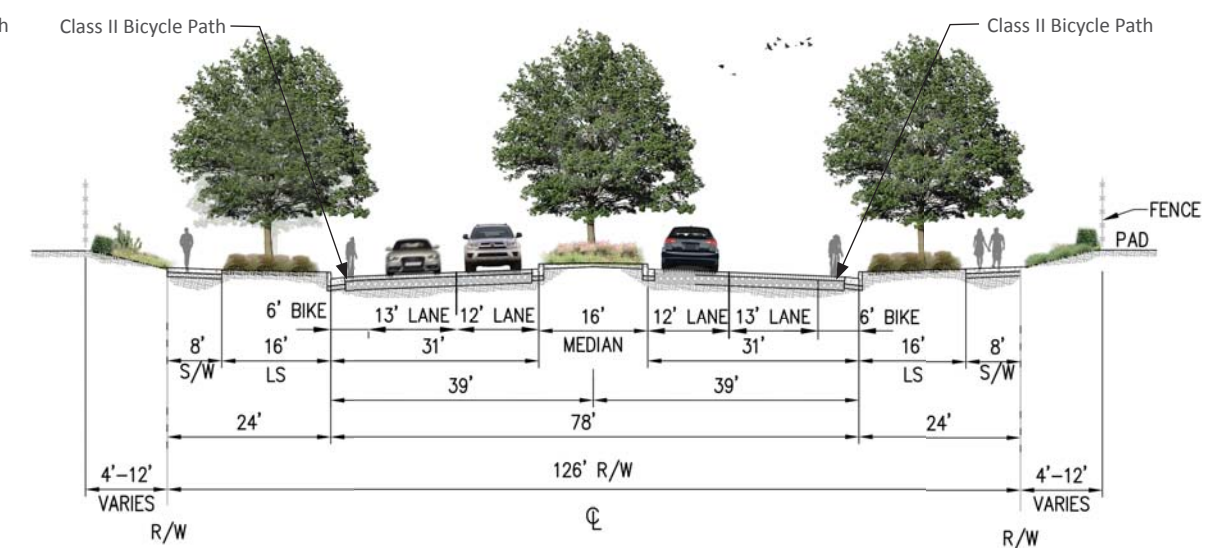 h
Class II Bicycle Path
Class II Bicycle Path
FENCE
PAD
6' BIKE
13' LANE
12' LANE
16'
MEDIAN
12' LANE
13' LANE
6' BIKE
8'
S/W
16'
LS
31'
31'
16'
LS
8'
S/W
39'
39'
24'
78'
24'
4'-12'
VARIES
126' R/W
4'-12'
VARIES
R/W
℄
R/W